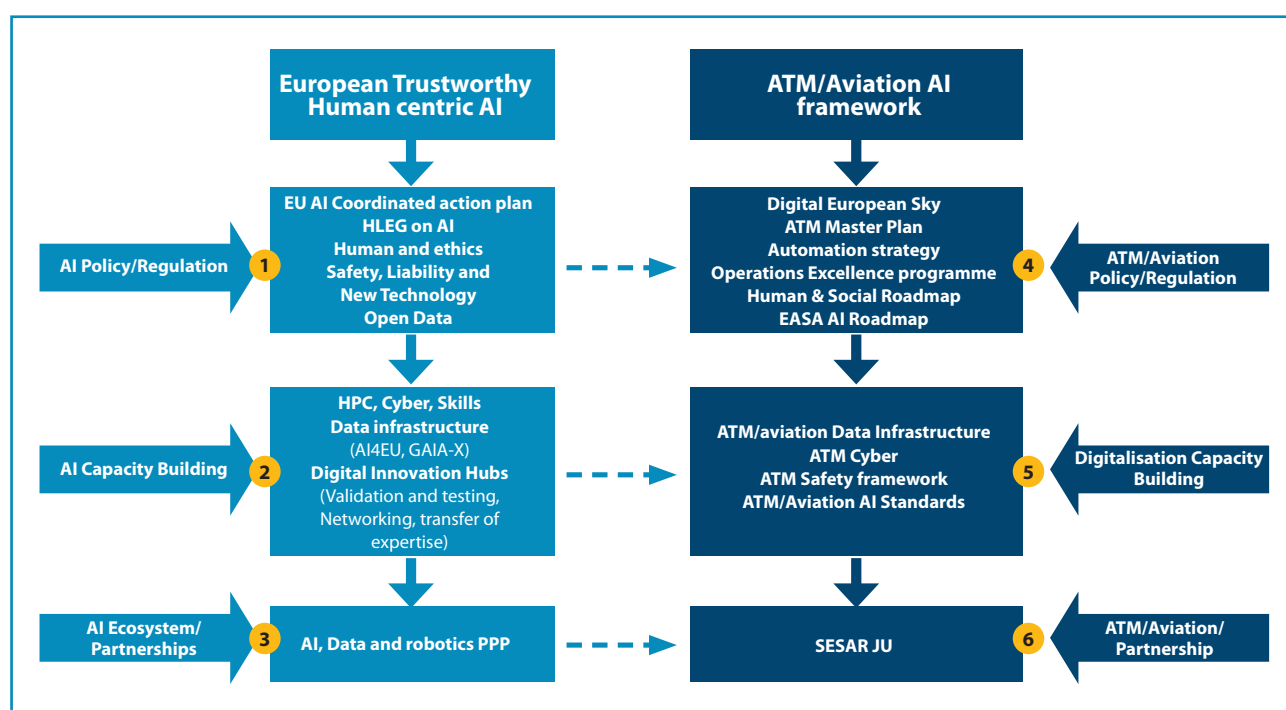 European Trustworthy
Human centric AI
ATM/Aviation AI
framework
AI Policy/Regulation
1
EU AI Coordinated action plan
HLEG on AI
Human and ethics
Safety, Liability and
New Technology
Open Data
Digital European Sky
ATM Master Plan
Automation strategy
Operations Excellence programme
Human & Social Roadmap
EASA AI Roadmap
4
ATM/Aviation
Policy/Regulation
AI Capacity Building
2
HPC, Cyber, Skills
Data infrastructure
(AI4EU, GAIA-X)
Digital Innovation Hubs
(Validation and testing,
Networking, transfer of
expertise)
ATM/aviation Data Infrastructure
ATM Cyber
ATM Safety framework
ATM/Aviation AI Standards
5
Digitalisation Capacity
Building
AI Ecosystem/
Partnerships
3
AI, Data and robotics PPP
SESAR JU
6
ATM/Aviation/
Partnership